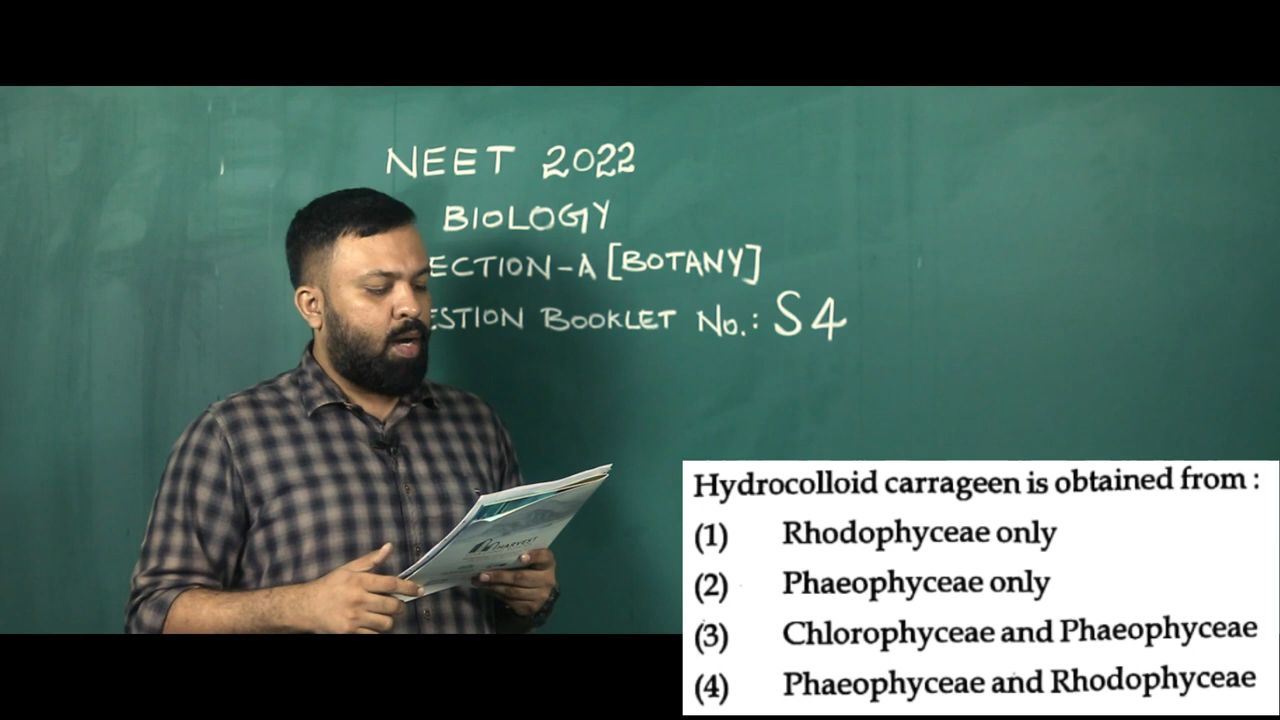 NEET 2022
BIOLOGY
ECTION-A [BOTANY]
ESTION BOOKLET No.: S4
HARVEST
Hydrocolloid carrageen is obtained from :
(1) Rhodophyceae only
(2) Phaeophyceae only
(3) Chlorophyceae and Phaeophyceae
(4) Phaeophyceae and Rhodophyceae